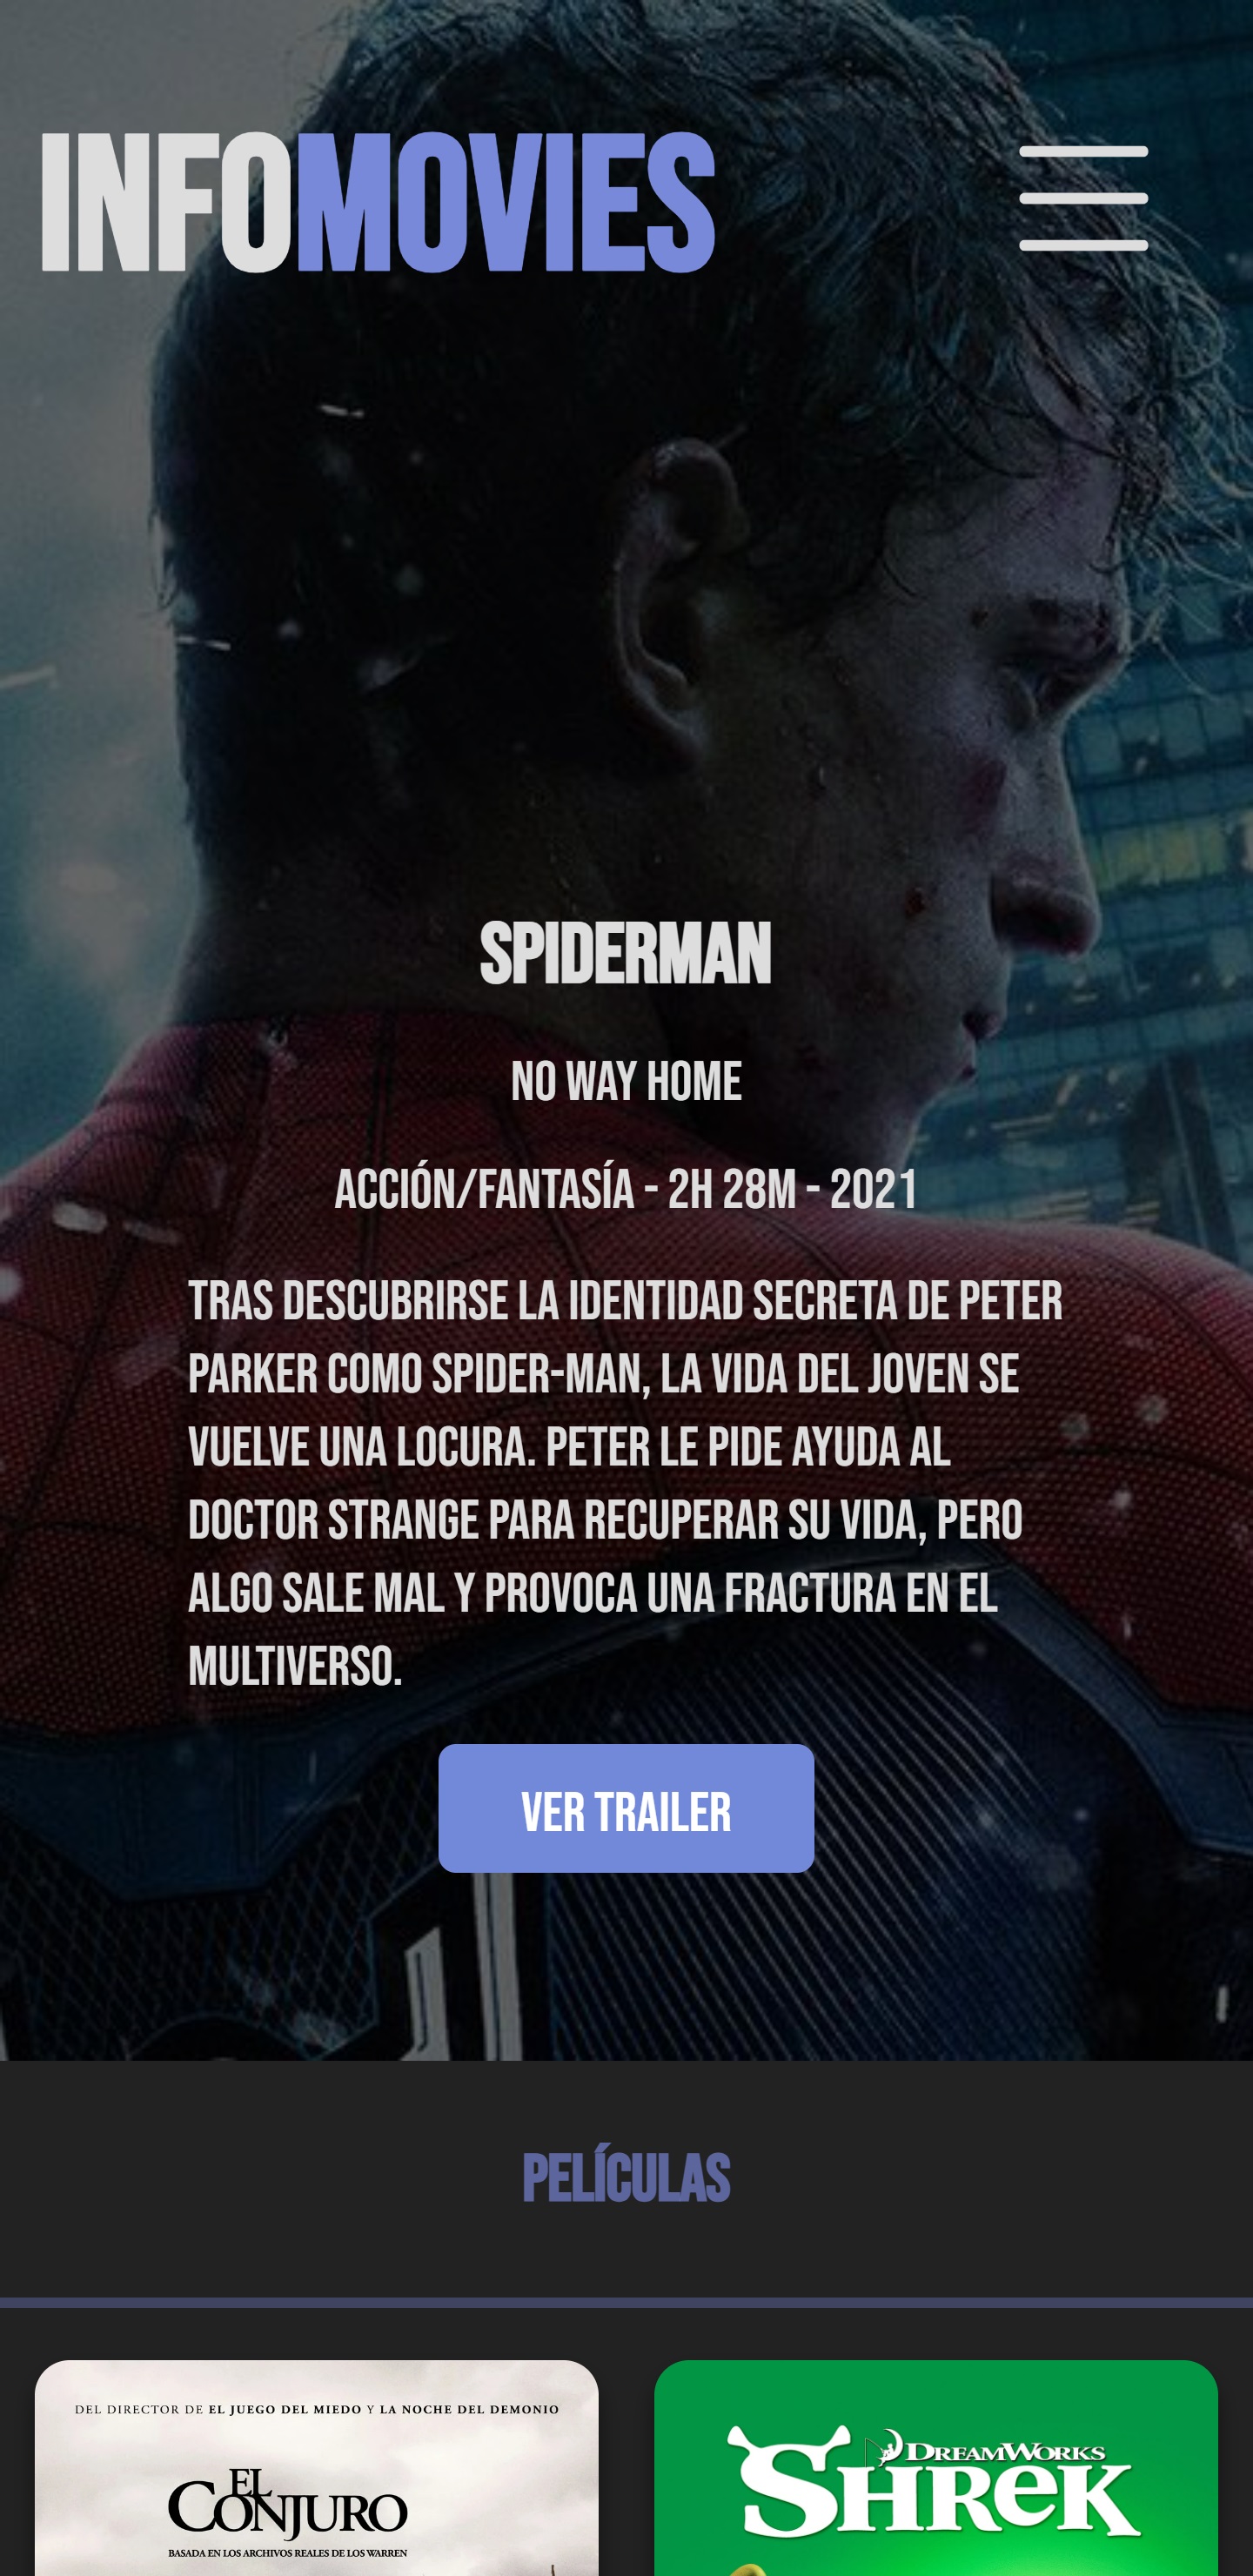 INFOMOVIES
SPIDERMAN
NO WAY HOME
ACCIÓN/FANTASÍA - 2H 28M - 2021
TRAS DESCUBRIRSE LA IDENTIDAD SECRETA DE PETER
PARKER COMO SPIDER-MAN, LA VIDA DEL JOVEN SE
VUELVE UNA LOCURA. PETER LE PIDE AYUDA AL
DOCTOR STRANGE PARA RECUPERAR SU VIDA, PERO
ALGO SALE MAL Y PROVOCA UNA FRACTURA EN EL
MULTIVERSO.
VER TRAILER
PELÍCULAS
DEL DIRECTOR DE EL JUEGO DEL MIEDO Y LA NOCHE DEL DEMONIO
EL
CONJURO
BASADA EN LOS ARCHIVOS REALES DE LOS WARREN
DREAMWORKS
SHREK